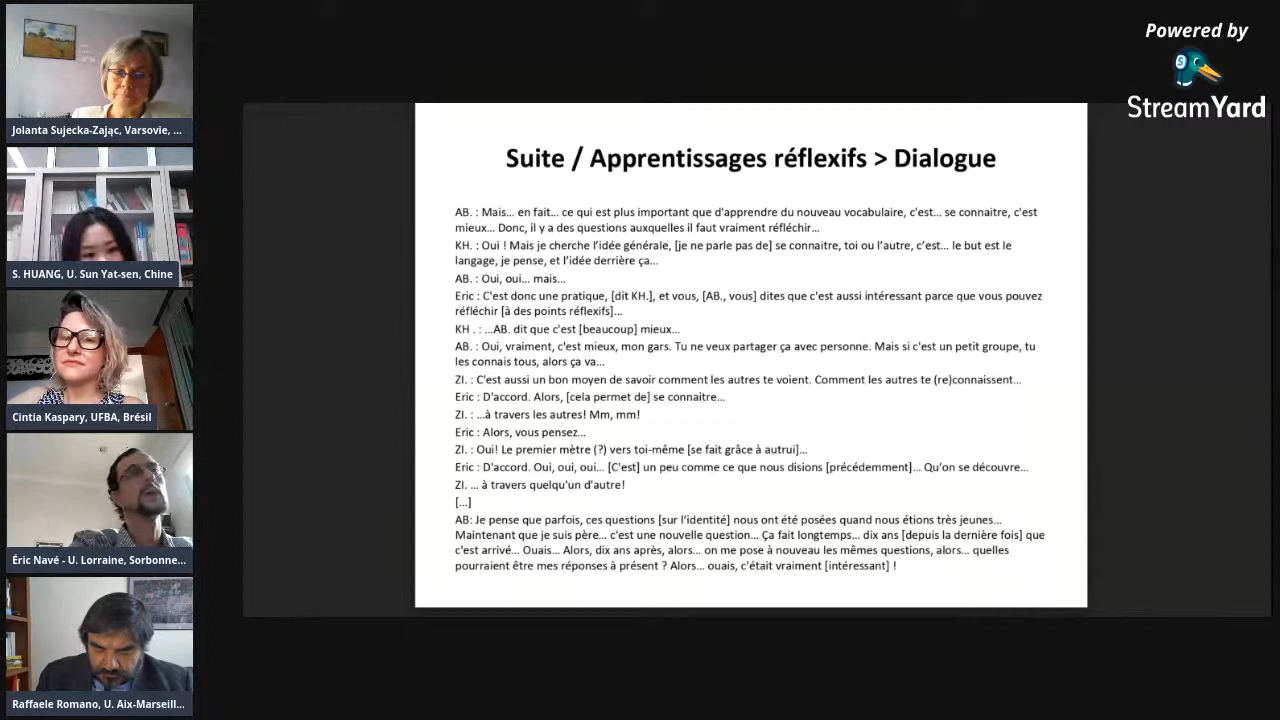 Jolanta Sujecka-Zając, Varsovie, ...
S. HUANG, U. Sun Yat-sen, Chine
Cintia Kaspary, UFBA, Brésil
Éric Navé - U. Lorraine, Sorbonne...
Raffaele Romano, U. Aix-Marseill...
Suite / Apprentissages réflexifs > Dialogue
AB. : Mais... en fait... ce qui est plus important que d'apprendre du nouveau vocabulaire, c'est... se connaitre, c'est
mieux... Donc, il y a des questions auxquelles il faut vraiment réfléchir...
KH. : Oui ! Mais je cherche l’idée générale, [je ne parle pas de] se connaitre, toi ou l’autre, c’est... le but est le
langage, je pense, et l’idée derrière ça...
AB. : Oui, oui... mais...
Eric : C'est donc une pratique, [dit KH.], et vous, [AB., vous] dites que c'est aussi intéressant parce que vous pouvez
réfléchir [à des points réflexifs]...
KH . : ...AB. dit que c'est [beaucoup] mieux...
AB. : Oui, vraiment, c'est mieux, mon gars. Tu ne veux partager ça avec personne. Mais si c'est un petit groupe, tu
les connais tous, alors ça va...
ZI. : C'est aussi un bon moyen de savoir comment les autres te voient. Comment les autres te (re)connaissent...
Eric : D'accord. Alors, [cela permet de] se connaitre...
ZI. : ...à travers les autres! Mm, mm!
Eric : Alors, vous pensez...
ZI. : Oui! Le premier mètre (?) vers toi-même [se fait grâce à autrui]...
Eric : D'accord. Oui, oui, oui... [C'est] un peu comme ce que nous disions [précédemment]... Qu’on se découvre...
ZI. ... à travers quelqu'un d'autre!
[...]
AB: Je pense que parfois, ces questions [sur l’identité] nous ont été posées quand nous étions très jeunes...
Maintenant que je suis père... c'est une nouvelle question... Ça fait longtemps... dix ans [depuis la dernière fois] que
c'est arrivé... Ouais... Alors, dix ans après, alors... on me pose à nouveau les mêmes questions, alors... quelles
pourraient être mes réponses à présent ? Alors... ouais, c'était vraiment [intéressant] !
Powered by
StreamYard